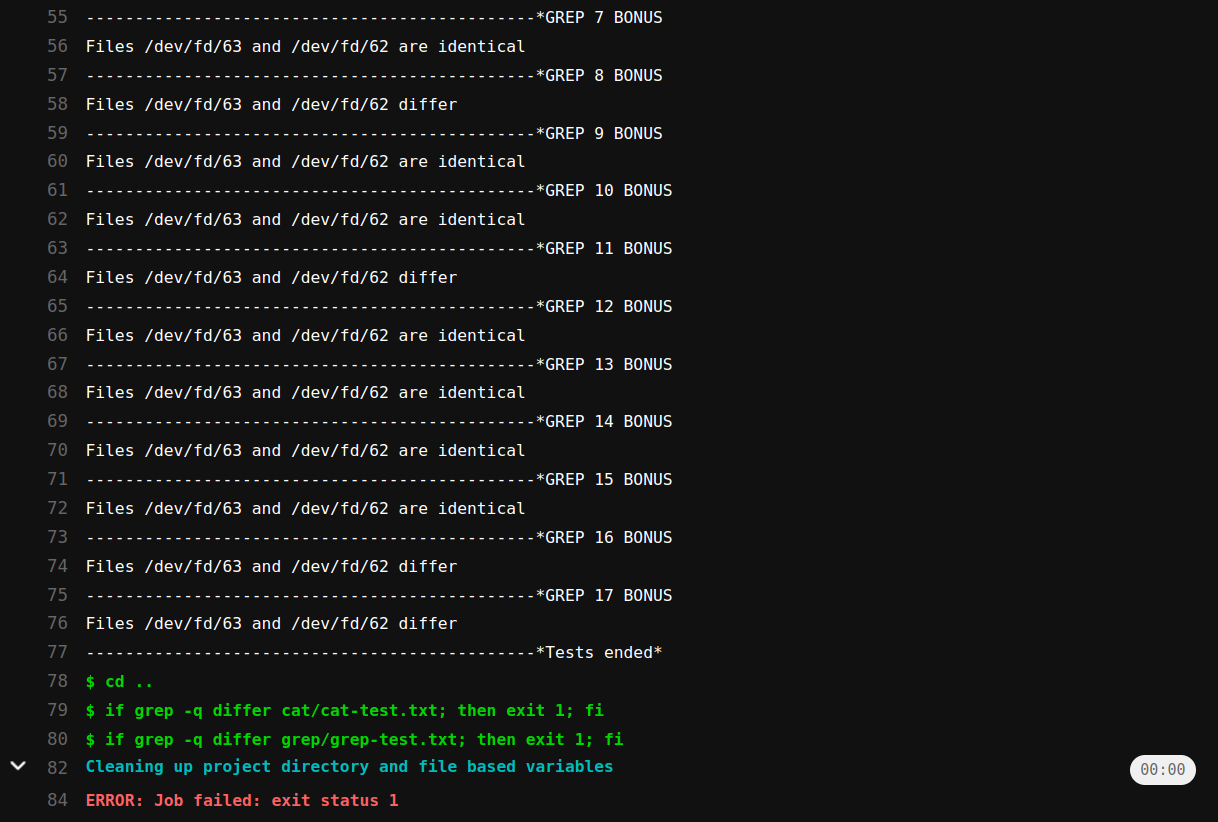 55 ----------------------------------------------*GREP 7 BONUS
56 Files /dev/fd/63 and /dev/fd/62 are identical
57 ----------------------------------------------*GREP 8 BONUS
58 Files /dev/fd/63 and /dev/fd/62 differ
59 ----------------------------------------------*GREP 9 BONUS
60 Files /dev/fd/63 and /dev/fd/62 are identical
61 ----------------------------------------------*GREP 10 BONUS
62 Files /dev/fd/63 and /dev/fd/62 are identical
63 ----------------------------------------------*GREP 11 BONUS
64 Files /dev/fd/63 and /dev/fd/62 differ
65 ----------------------------------------------*GREP 12 BONUS
66 Files /dev/fd/63 and /dev/fd/62 are identical
67 ----------------------------------------------*GREP 13 BONUS
68 Files /dev/fd/63 and /dev/fd/62 are identical
69 ----------------------------------------------*GREP 14 BONUS
70 Files /dev/fd/63 and /dev/fd/62 are identical
71 ----------------------------------------------*GREP 15 BONUS
72 Files /dev/fd/63 and /dev/fd/62 are identical
73 ----------------------------------------------*GREP 16 BONUS
74 Files /dev/fd/63 and /dev/fd/62 differ
75 ----------------------------------------------*GREP 17 BONUS
76 Files /dev/fd/63 and /dev/fd/62 differ
77 ----------------------------------------------*Tests ended*
78 $ cd ..
79 $ if grep -q differ cat/cat-test.txt; then exit 1; fi
80 $ if grep -q differ grep/grep-test.txt; then exit 1; fi
82 Cleaning up project directory and file based variables 00:00
84 ERROR: Job failed: exit status 1